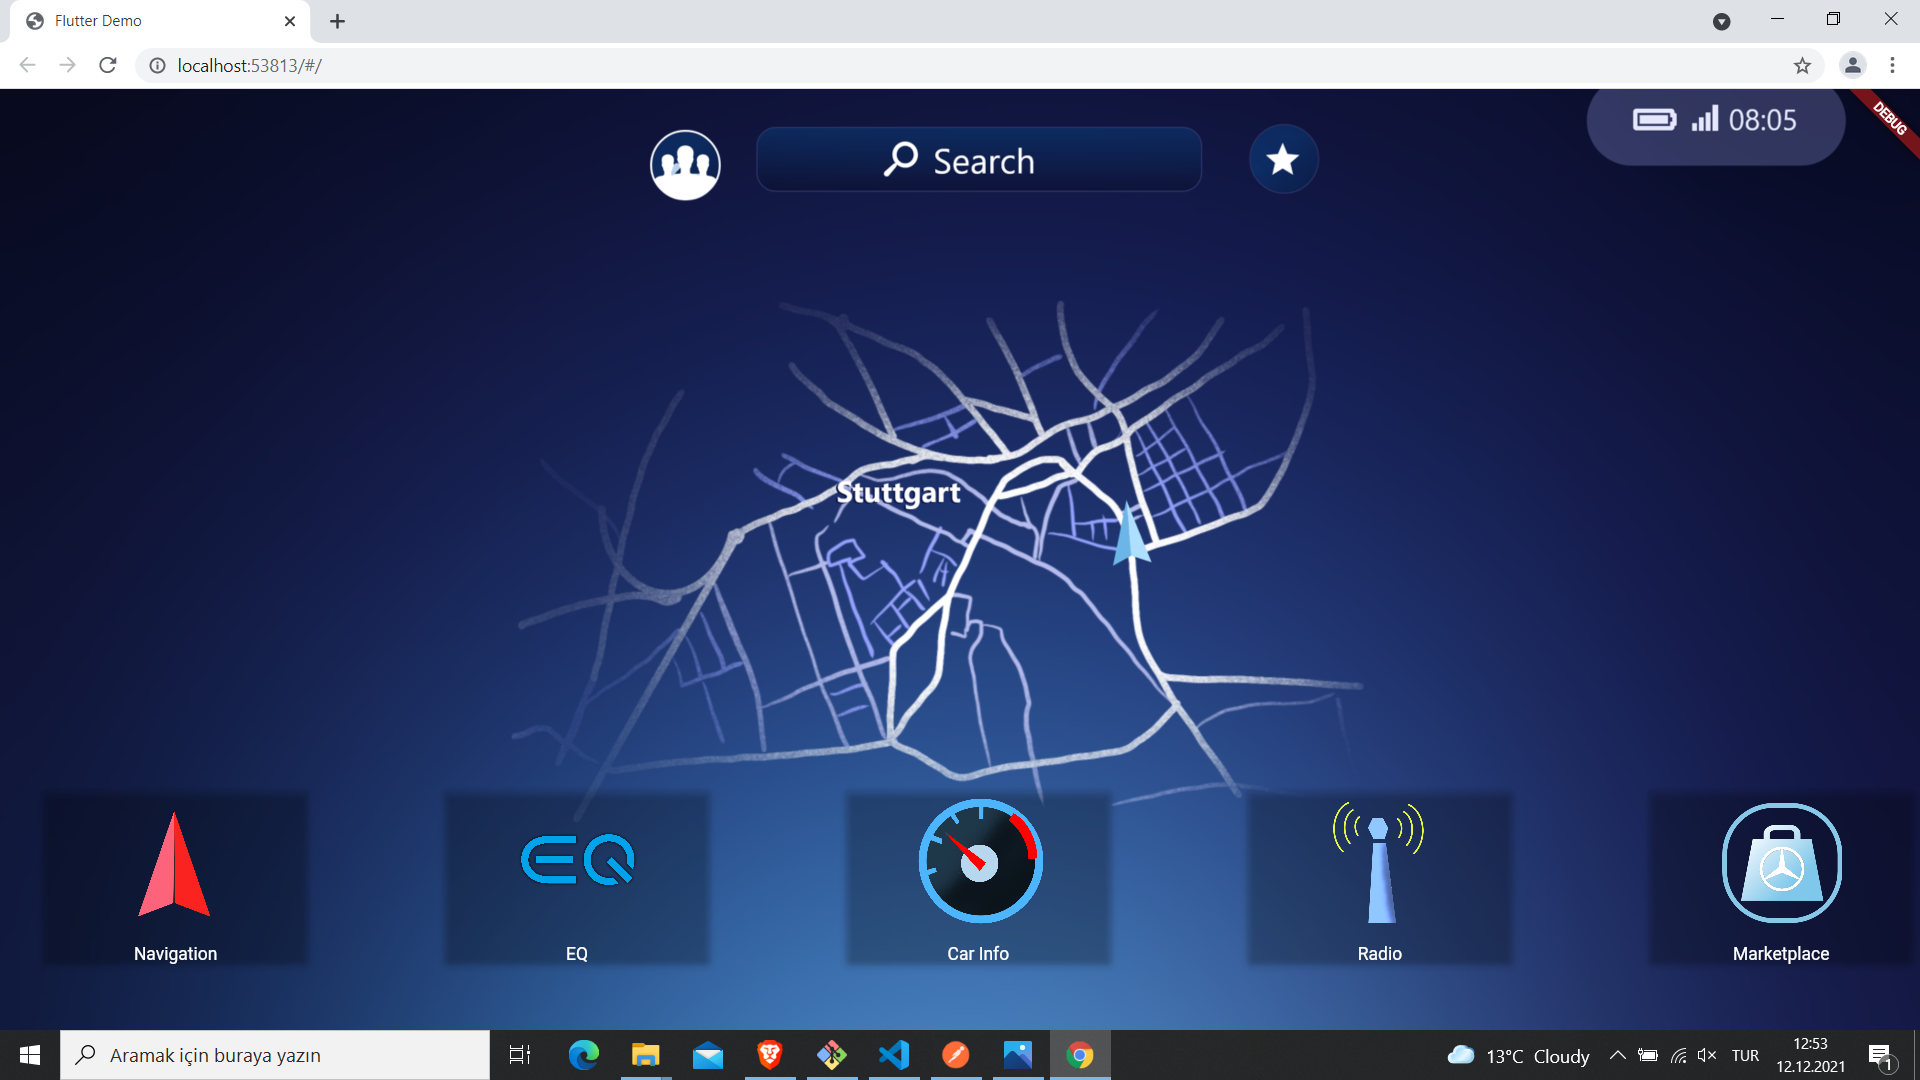 Flutter Demo
localhost:53813/#/
DEBUG
08:05
Search
Stuttgart
EQ
Navigation
EQ
Car Info
Radio
Marketplace
Aramak için buraya yazın
13°C Cloudy
TUR
12:53
12.12.2021
1